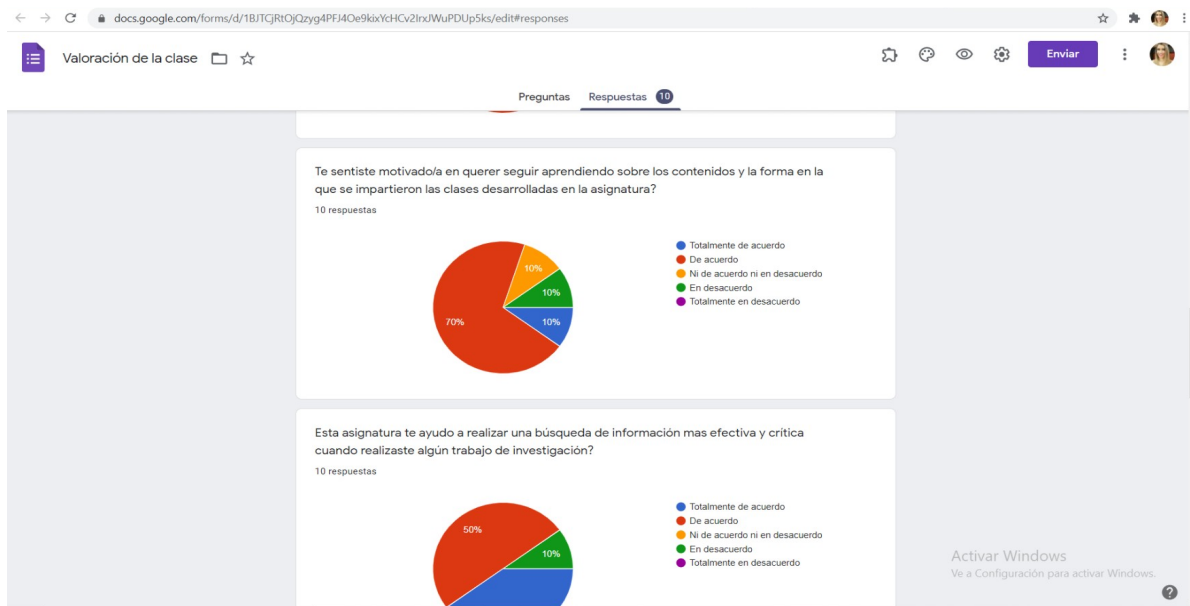 docs.google.com/forms/d/1BJTCjRtOjQzyg4PFJ4Oe9kixYcHCv2IrxJWuPDUp5ks/edit#responses
Valoración de la clase
Enviar
Preguntas Respuestas 10
Te sentiste motivado/a en querer seguir aprendiendo sobre los contenidos y la forma en la
que se impartieron las clases desarrolladas en la asignatura?
10 respuestas
Totalmente de acuerdo
De acuerdo
Ni de acuerdo ni en desacuerdo
En desacuerdo
Totalmente en desacuerdo
10%
10%
70%
10%
Esta asignatura te ayudo a realizar una búsqueda de información mas efectiva y crítica
cuando realizaste algún trabajo de investigación?
10 respuestas
Totalmente de acuerdo
De acuerdo
Ni de acuerdo ni en desacuerdo
En desacuerdo
Totalmente en desacuerdo
50%
10%
Activar Windows
Ve a Configuración para activar Windows.